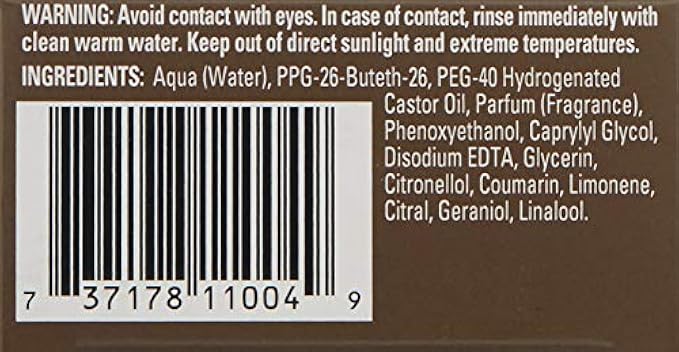 WARNING: Avoid contact with eyes. In case of contact, rinse immediately with
clean warm water. Keep out of direct sunlight and extreme temperatures.
INGREDIENTS: Aqua (Water), PPG-26-Buteth-26, PEG-40 Hydrogenated
Castor Oil, Parfum (Fragrance),
Phenoxyethanol, Caprylyl Glycol,
Disodium EDTA, Glycerin,
Citronellol, Coumarin, Limonene,
Citral, Geraniol, Linalool.
7 37178 11004 9